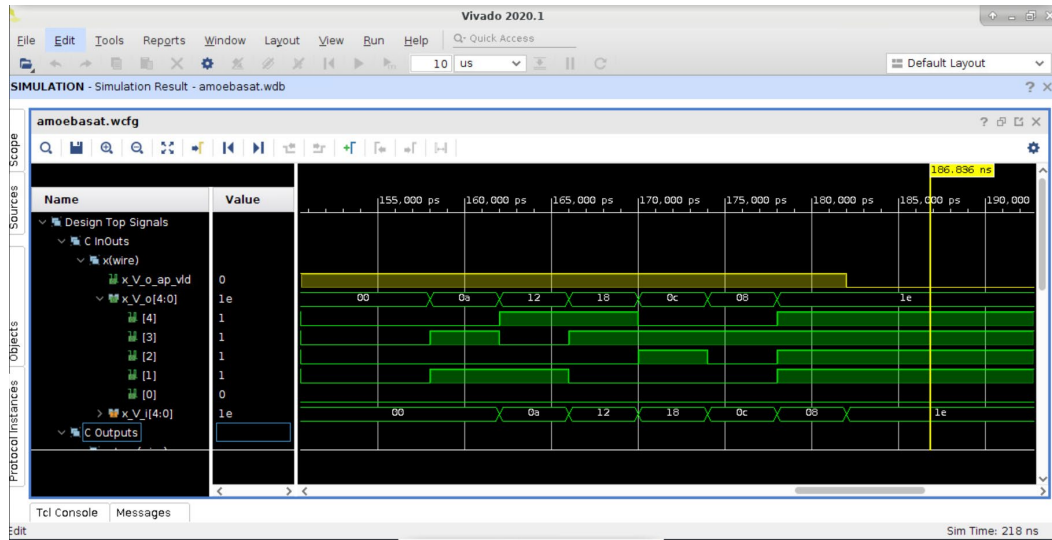 Vivado 2020.1
File Edit Tools Reports Window Layout View Run Help Q- Quick Access
10 us Default Layout
SIMULATION - Simulation Result - amoebasat.wdb ? X
amoebasat.wcfg ?
186.836 ns
Name Value 155,000 ps 160,000 ps 165,000 ps 170,000 ps 175,000 ps 180,000 ps 185,000 ps 190,000
Design Top Signals
C InOuts
x(wire)
x_V_o_ap_vld 0
x_V_o[4:0] 1e 00 0a 12 18 0c 08 1e
[4] 1
[3] 1
[2] 1
[1] 1
[0] 0
x_V_i[4:0] 1e 00 0a 12 18 0c 08 1e
C Outputs
Scope
Sources
Objects
Protocol Instances
Tcl Console Messages
Edit Sim Time: 218 ns